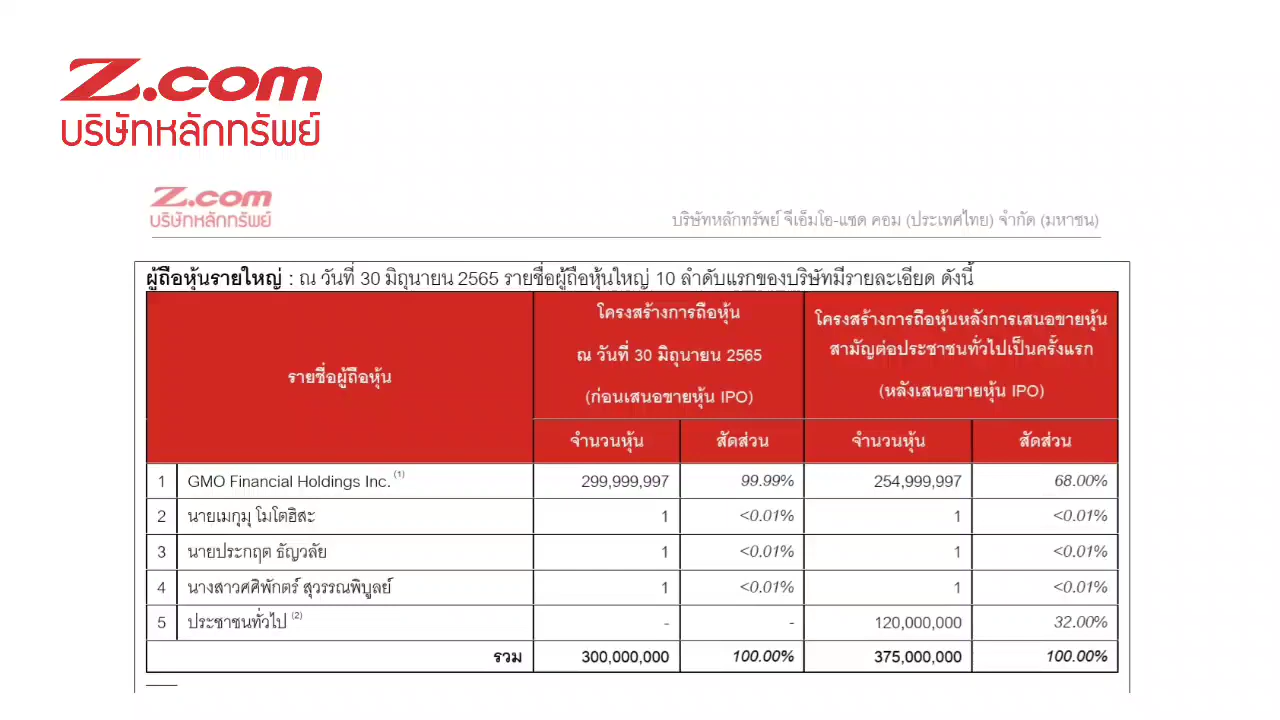 Z.com
บริษัทหลักทรัพย์
Z.com
บริษัทหลักทรัพย์
บริษัทหลักทรัพย์ จีเอ็มโอ-แซด คอม (ประเทศไทย) จำกัด (มหาชน)
ผู้ถือหุ้นรายใหญ่ : ณ วันที่ 30 มิถุนายน 2565 รายชื่อผู้ถือหุ้นใหญ่ 10 ลำดับแรกของบริษัทมีรายละเอียด ดังนี้
รายชื่อผู้ถือหุ้น
โครงสร้างการถือหุ้น
ณ วันที่ 30 มิถุนายน 2565
(ก่อนเสนอขายหุ้น IPO)
โครงสร้างการถือหุ้นหลังการเสนอขายหุ้น
สามัญต่อประชาชนทั่วไปเป็นครั้งแรก
(หลังเสนอขายหุ้น IPO)
จำนวนหุ้น สัดส่วน จำนวนหุ้น สัดส่วน
1 GMO Financial Holdings Inc. (1) 299,999,997 99.99% 254,999,997 68.00%
2 นายเมกุมุ โมโตฮิสะ 1 <0.01% 1 <0.01%
3 นายประกฤต ธัญวลัย 1 <0.01% 1 <0.01%
4 นางสาวศศิพักตร์ สุวรรณพิบูลย์ 1 <0.01% 1 <0.01%
5 ประชาชนทั่วไป (2) - - 120,000,000 32.00%
รวม 300,000,000 100.00% 375,000,000 100.00%